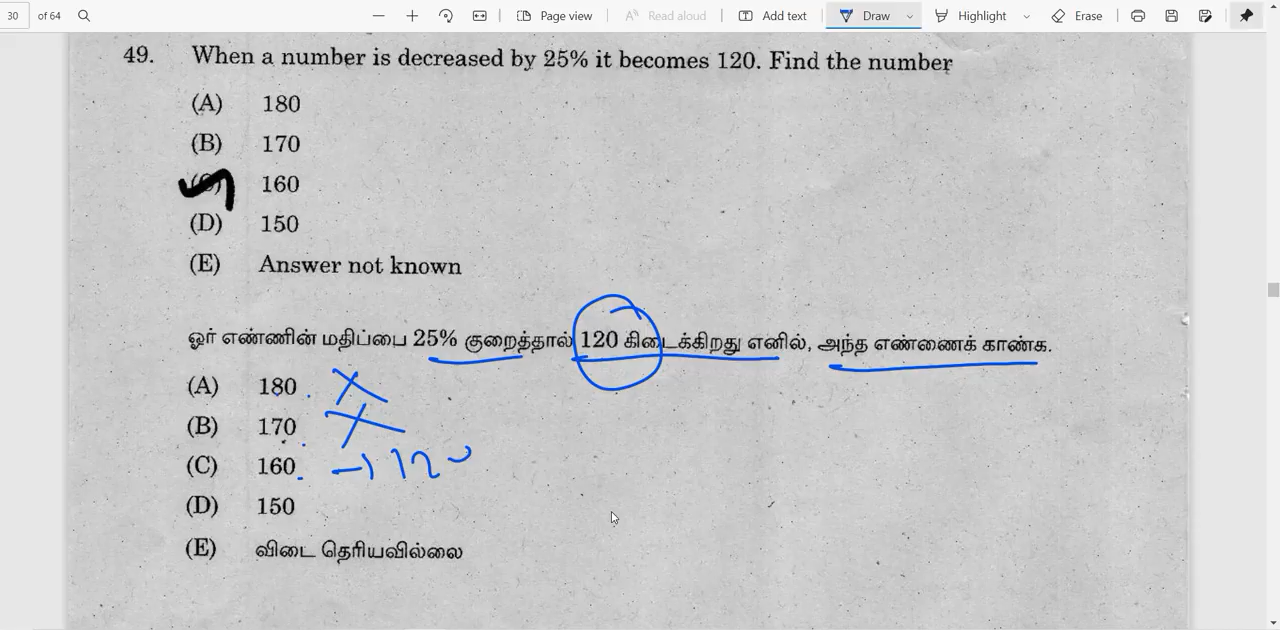 30 of 64 Page view Read aloud Add text Draw Highlight Erase
49. When a number is decreased by 25% it becomes 120. Find the number
(A) 180
(B) 170
(C) 160
(D) 150
(E) Answer not known
ஓர் எண்ணின் மதிப்பை 25% குறைத்தால் 120 கிடைக்கிறது எனில், அந்த எண்ணைக் காண்க.
(A) 180
(B) 170
(C) 160 → 120
(D) 150
(E) விடை தெரியவில்லை